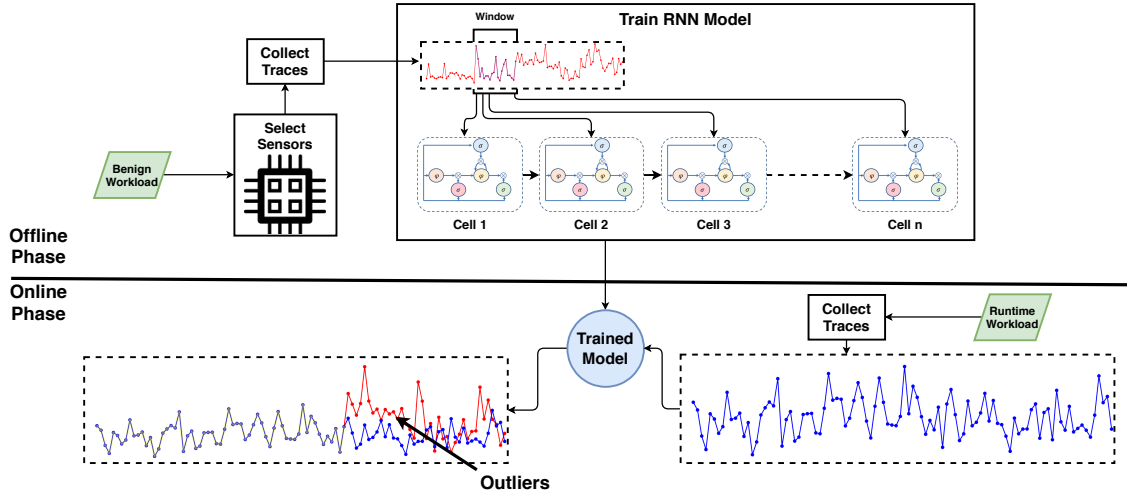 Train RNN Model
Window
Collect
Traces
Select
Sensors
Benign
Workload
σ
φ
φ
σ
σ
σ
φ
φ
σ
σ
σ
φ
φ
σ
σ
σ
φ
φ
σ
σ
Cell 1
Cell 2
Cell 3
Cell n
Offline
Phase
Online
Phase
Collect
Traces
Runtime
Workload
Trained
Model
Outliers